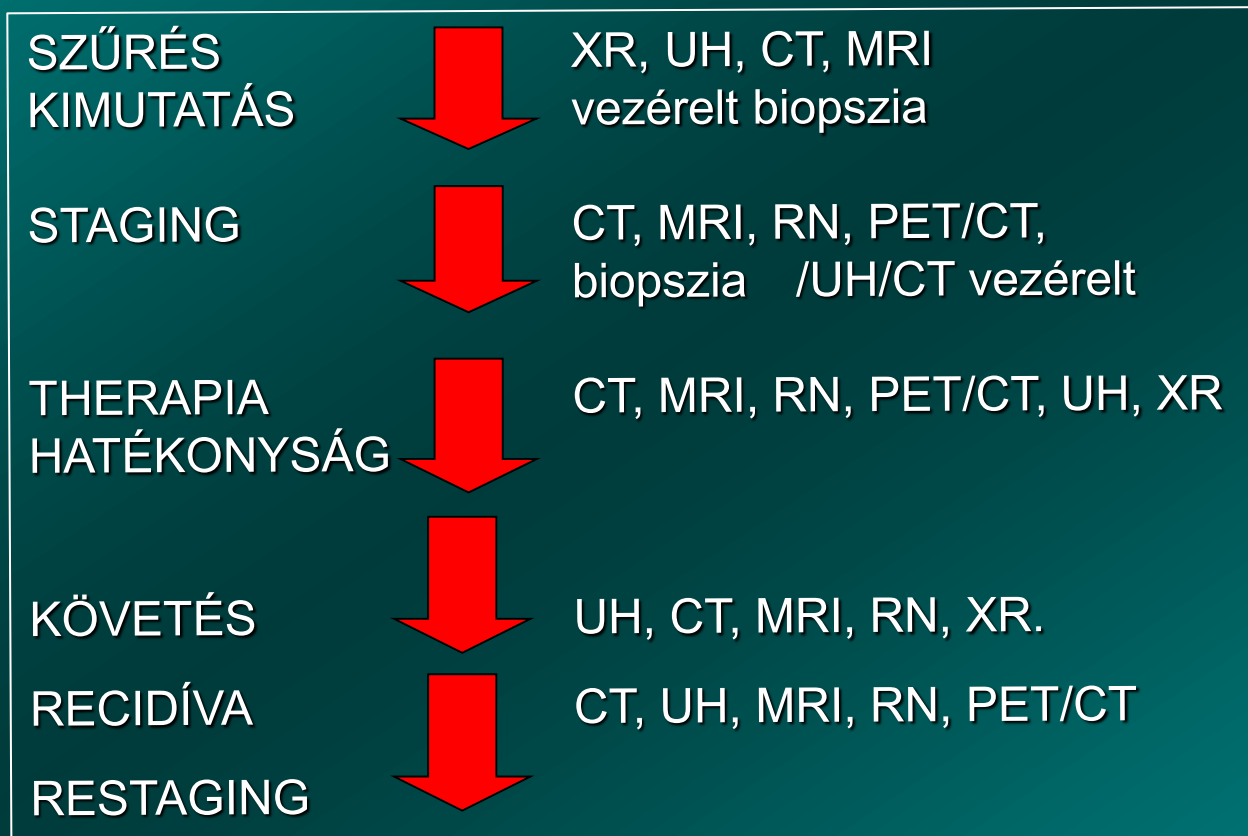 SZŰRÉS
KIMUTATÁS
XR, UH, CT, MRI
vezérelt biopszia
STAGING
CT, MRI, RN, PET/CT,
biopszia /UH/CT vezérelt
THERAPIA
HATÉKONYSÁG
CT, MRI, RN, PET/CT, UH, XR
KÖVETÉS
UH, CT, MRI, RN, XR.
RECIDÍVA
CT, UH, MRI, RN, PET/CT
RESTAGING